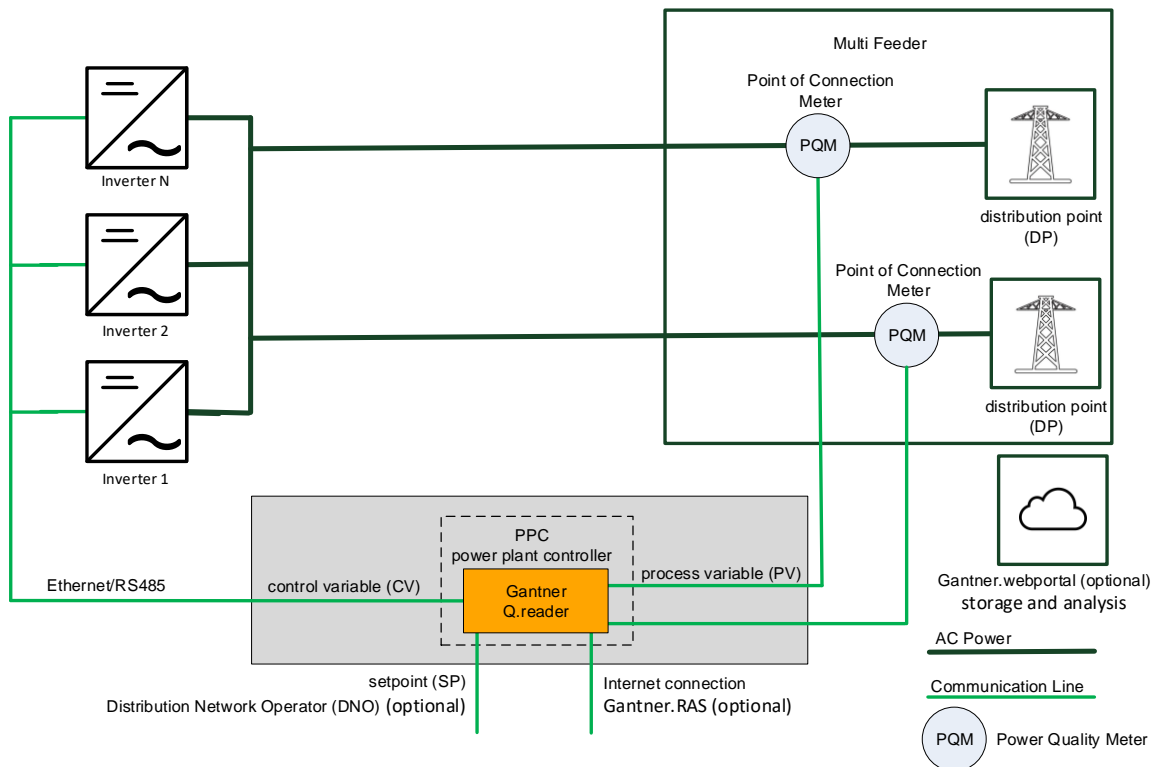 Multi Feeder
Point of Connection
Meter
PQM
Inverter N
distribution point
(DP)
Point of Connection
Meter
Inverter 2
PQM
distribution point
(DP)
Inverter 1
PPC
power plant controller
Ethernet/RS485
control variable (CV)
Gantner
Q.reader
process variable (PV)
Gantner.webportal (optional)
storage and analysis
AC Power
setpoint (SP)
Distribution Network Operator (DNO) (optional)
Internet connection
Gantner.RAS (optional)
Communication Line
PQM
Power Quality Meter